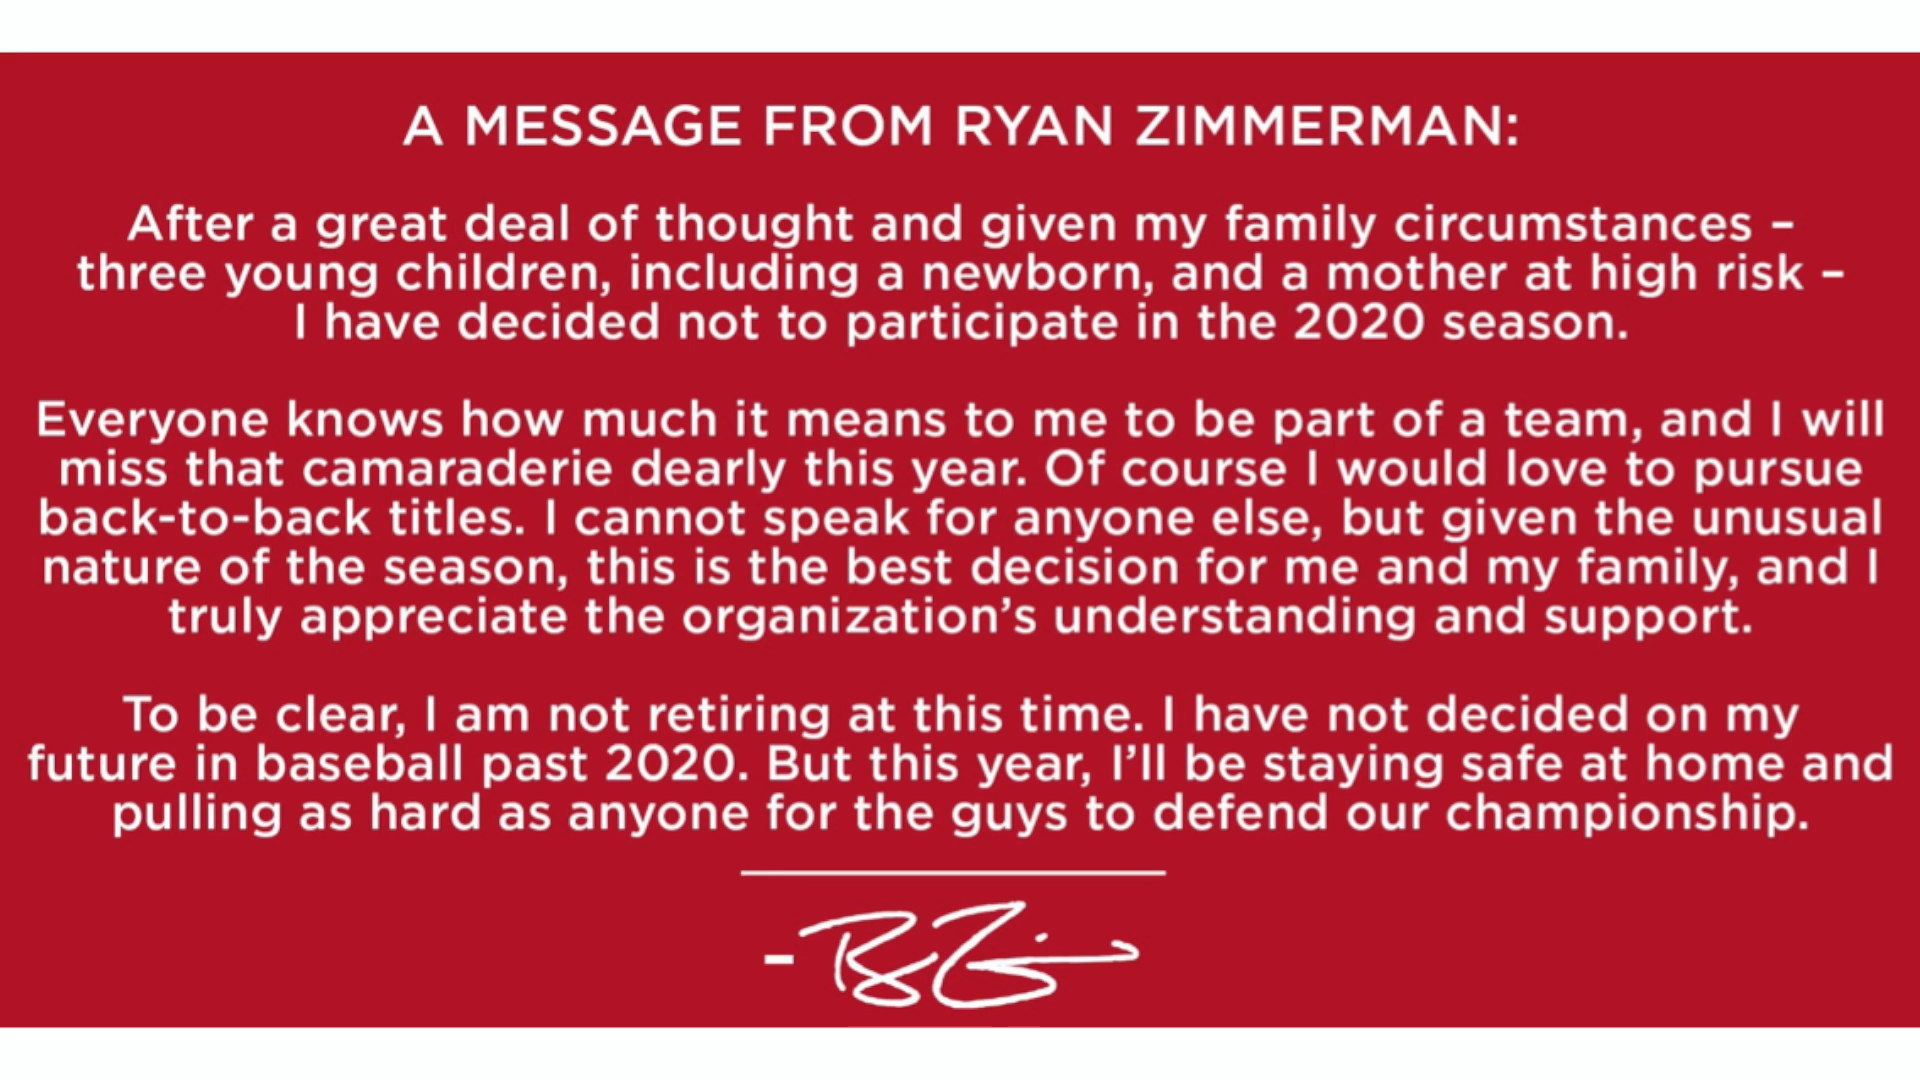 A MESSAGE FROM RYAN ZIMMERMAN:
After a great deal of thought and given my family circumstances –
three young children, including a newborn, and a mother at high risk –
I have decided not to participate in the 2020 season.
Everyone knows how much it means to me to be part of a team, and I will
miss that camaraderie dearly this year. Of course I would love to pursue
back-to-back titles. I cannot speak for anyone else, but given the unusual
nature of the season, this is the best decision for me and my family, and I
truly appreciate the organization’s understanding and support.
To be clear, I am not retiring at this time. I have not decided on my
future in baseball past 2020. But this year, I’ll be staying safe at home and
pulling as hard as anyone for the guys to defend our championship.